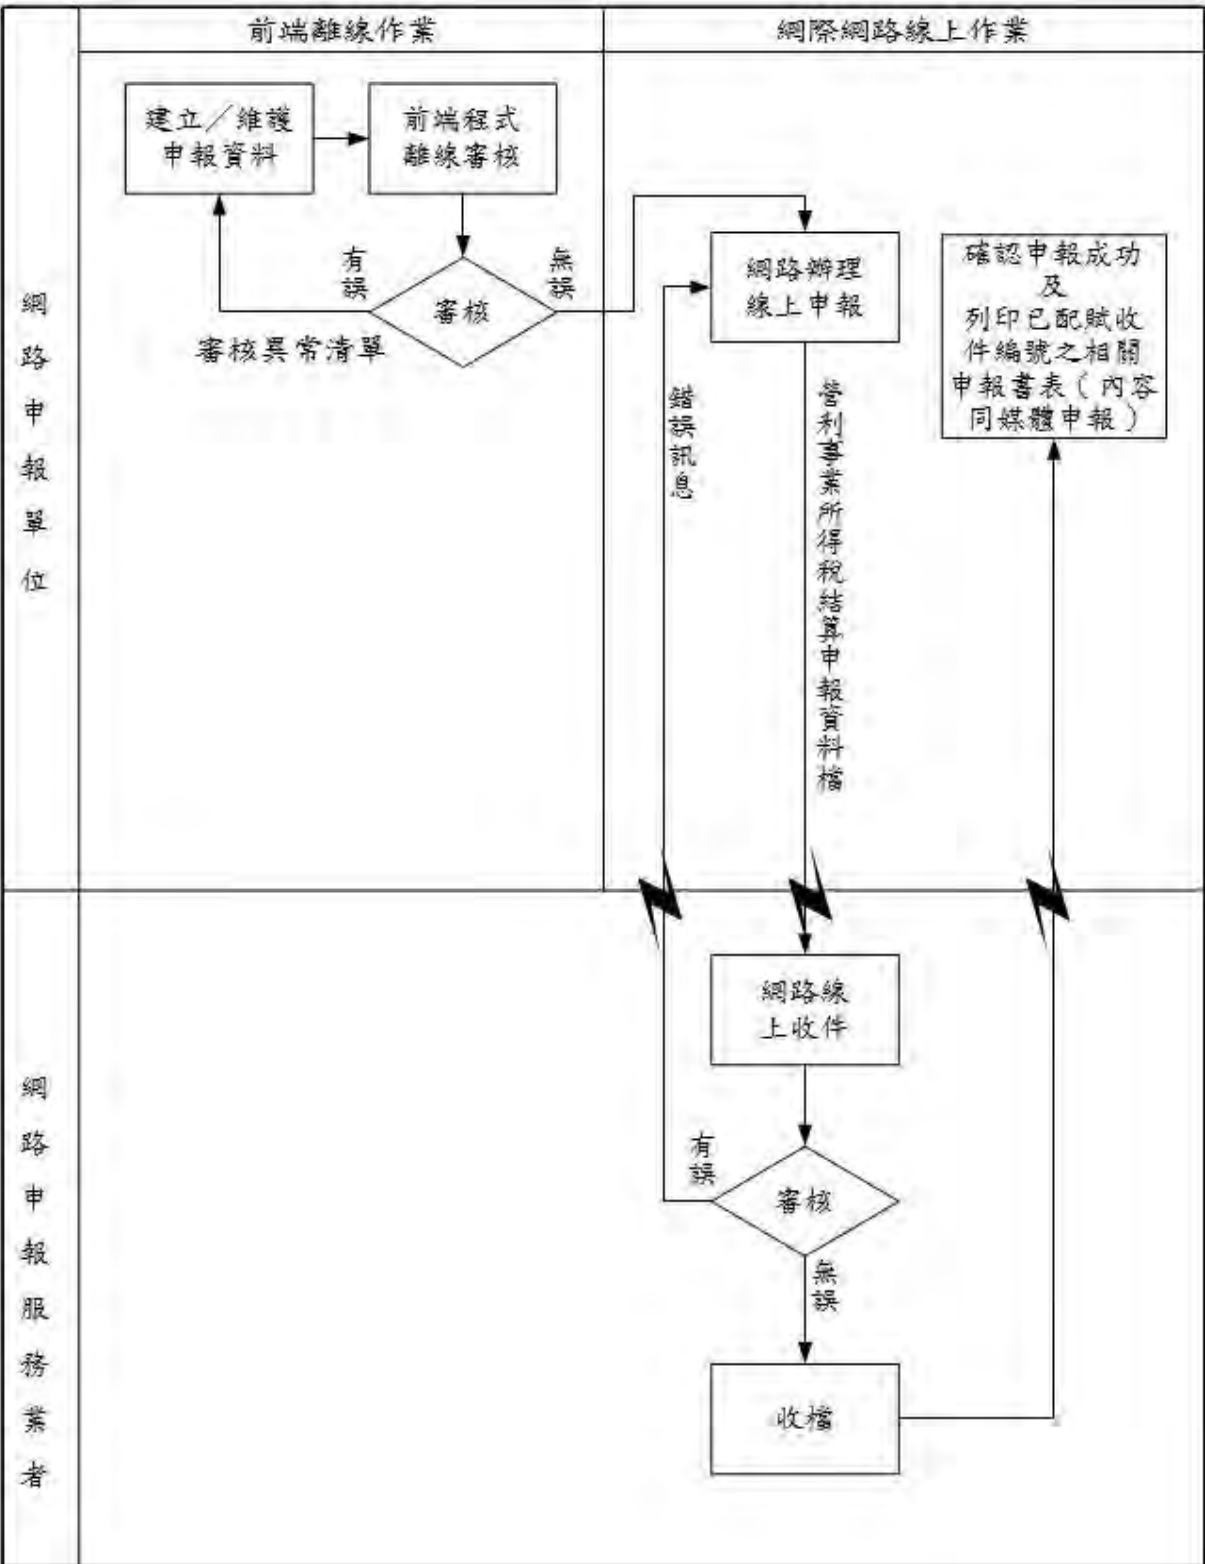 前端離線作業
網際網路線上作業
網路申報單位
建立／維護
申報資料
前端程式
離線審核
有誤
審核
無誤
審核異常清單
網路辦理
線上申報
確認申報成功
及
列印已配賦收
件編號之相關
申報書表（內容
同媒體申報）
錯誤訊息
營利事業所得稅結算申報資料檔
網路申報服務業者
網路線
上收件
有誤
審核
無誤
收檔